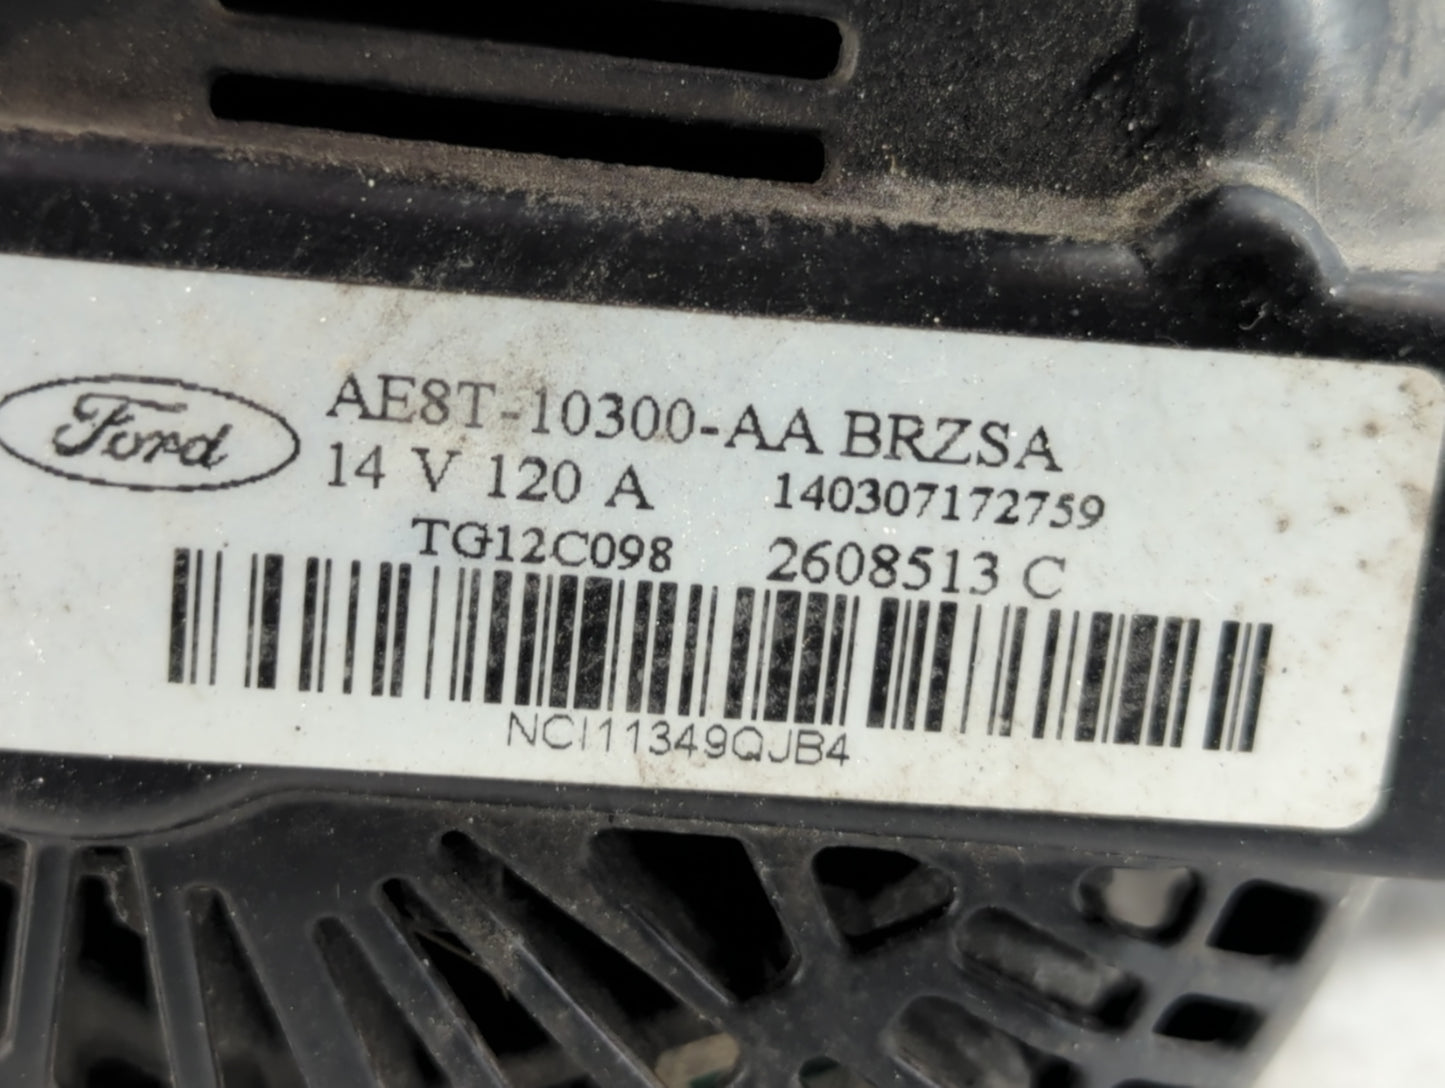 Ford
AE8T-10300-AA BRZSA
14 V 120 A 140307172759
TG12C098 2608513 C
NCI11349QJB4